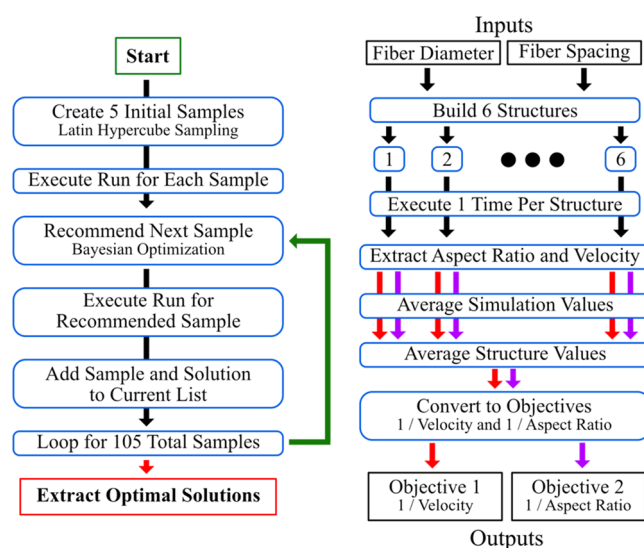 Start
Create 5 Initial Samples
Latin Hypercube Sampling
Execute Run for Each Sample
Recommend Next Sample
Bayesian Optimization
Execute Run for
Recommended Sample
Add Sample and Solution
to Current List
Loop for 105 Total Samples
Extract Optimal Solutions
Inputs
Fiber Diameter
Fiber Spacing
Build 6 Structures
1
2
6
Execute 1 Time Per Structure
Extract Aspect Ratio and Velocity
Average Simulation Values
Average Structure Values
Convert to Objectives
1 / Velocity and 1 / Aspect Ratio
Objective 1
1 / Velocity
Objective 2
1 / Aspect Ratio
Outputs